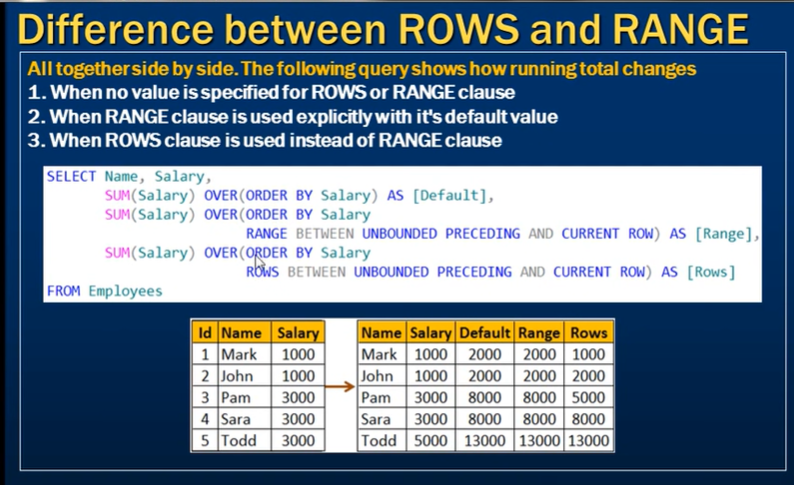 Difference between ROWS and RANGE
All together side by side. The following query shows how running total changes
1. When no value is specified for ROWS or RANGE clause
2. When RANGE clause is used explicitly with it's default value
3. When ROWS clause is used instead of RANGE clause
SELECT Name, Salary,
SUM(Salary) OVER(ORDER BY Salary) AS [Default],
SUM(Salary) OVER(ORDER BY Salary
RANGE BETWEEN UNBOUNDED PRECEDING AND CURRENT ROW) AS [Range],
SUM(Salary) OVER(ORDER BY Salary
ROWS BETWEEN UNBOUNDED PRECEDING AND CURRENT ROW) AS [Rows]
FROM Employees
Id Name Salary
1 Mark 1000
2 John 1000
3 Pam 3000
4 Sara 3000
5 Todd 3000
Name Salary Default Range Rows
Mark 1000 2000 2000 1000
John 1000 2000 2000 2000
Pam 3000 8000 8000 5000
Sara 3000 8000 8000 8000
Todd 5000 13000 13000 13000